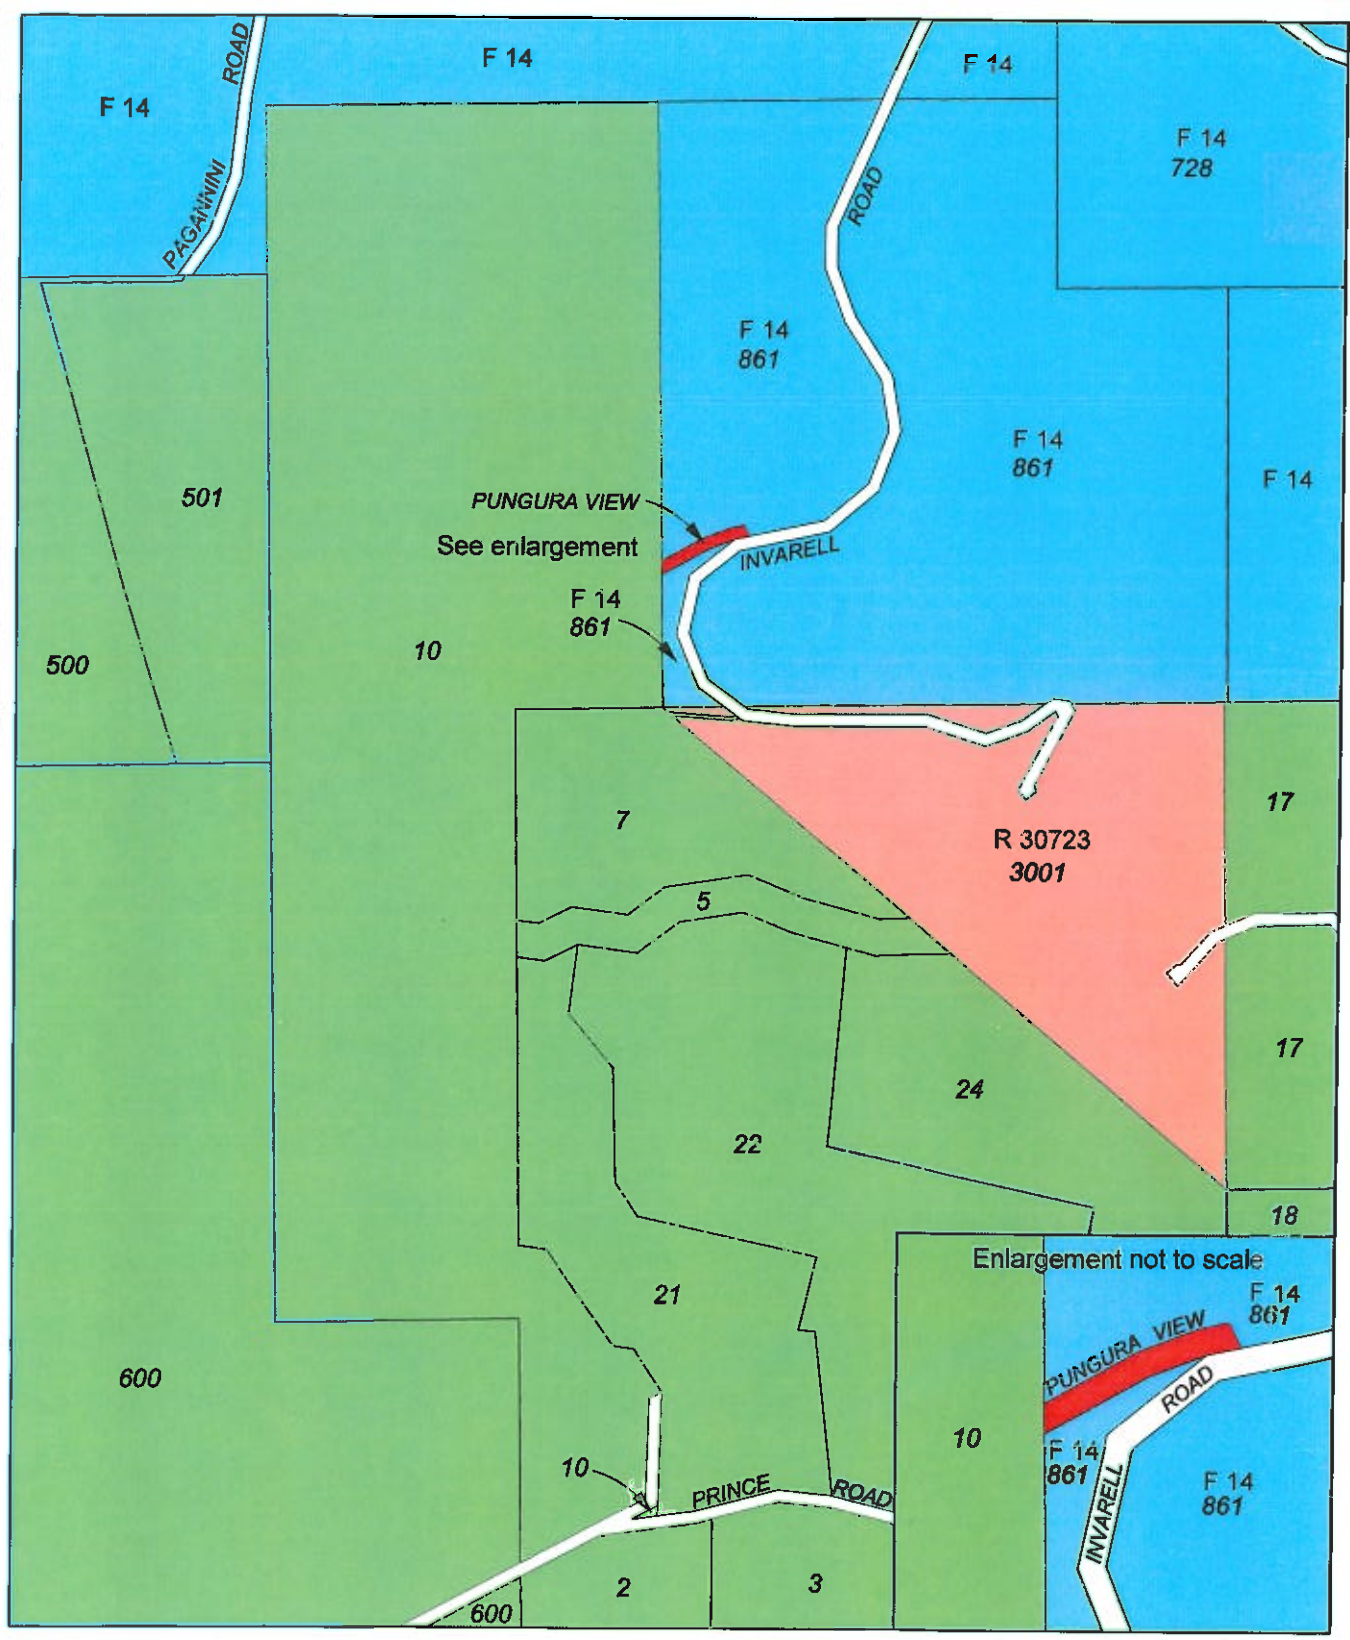 F 14
PAGANNINI ROAD
F 14
F 14
F 14
728
ROAD
F 14
861
F 14
861
F 14
501
PUNGURA VIEW
See enlargement
INVARELL
F 14
861
500
10
7
17
R 30723
3001
5
24
17
22
18
21
600
10
PRINCE ROAD
2
3
600
Enlargement not to scale
F 14
861
PUNGURA VIEW
ROAD
10
F 14
861
F 14
861
INVARELL